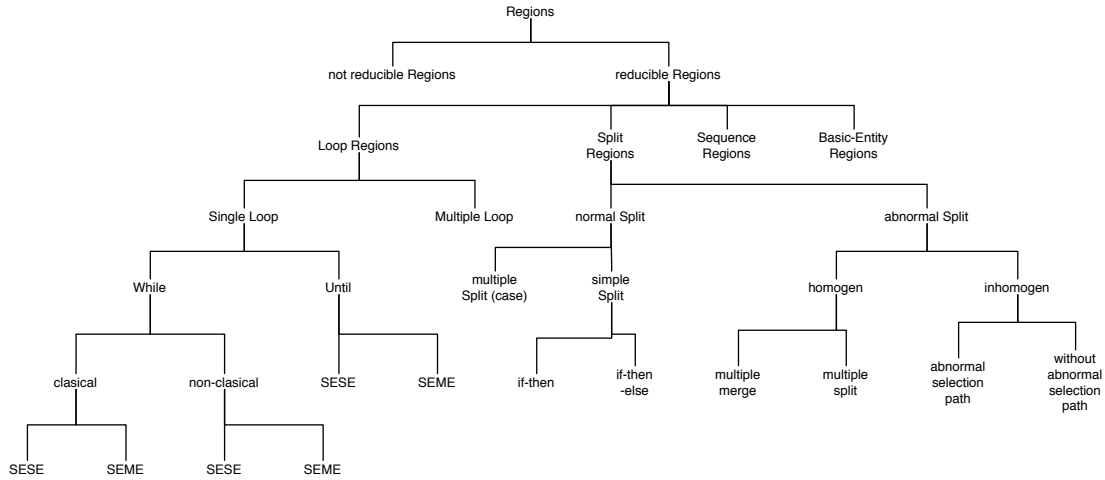 Regions
not reducible Regions
reducible Regions
Loop Regions
Split
Regions
Sequence
Regions
Basic-Entity
Regions
Single Loop
Multiple Loop
normal Split
abnormal Split
While
Until
multiple
Split (case)
simple
Split
homogen
inhomogen
clasical
non-clasical
SESE
SEME
if-then
if-then
-else
multiple
merge
multiple
split
abnormal
selection
path
without
abnormal
selection
path
SESE
SEME
SESE
SEME